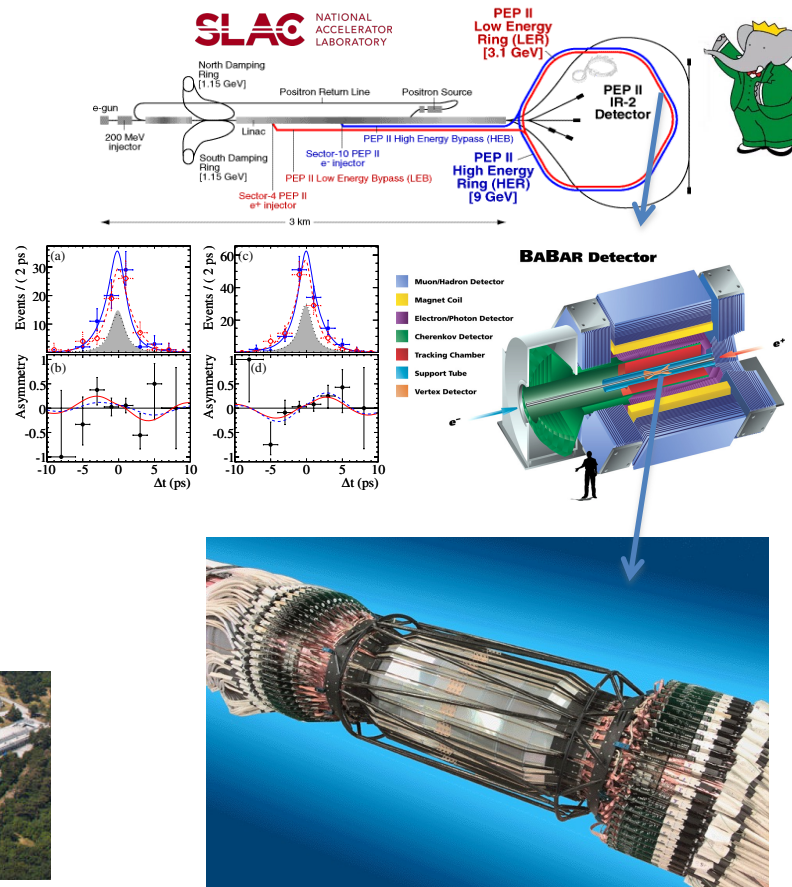 SLAC
NATIONAL
ACCELERATOR
LABORATORY
PEP II
Low Energy
Ring (LER)
[3.1 GeV]
North Damping
Ring
[1.15 GeV]
Positron Return Line
Positron Source
PEP II
IR-2
Detector
e-gun
200 MeV
injector
Linac
PEP II High Energy Bypass (HEB)
South Damping
Ring
[1.15 GeV]
Sector-10 PEP II
e- injector
PEP II
High Energy
Ring (HER)
[9 GeV]
PEP II Low Energy Bypass (LEB)
Sector-4 PEP II
e+ injector
3 km
Events / ( 2 ps )
30
20
10
(a)
Asymmetry
1
0.5
0
-0.5
-1
(b)
-10 -5 0 5 10
Δt (ps)
Events / ( 2 ps )
60
40
20
(c)
Asymmetry
1
0.5
0
-0.5
-1
(d)
-10 -5 0 5 10
Δt (ps)
BABAR Detector
Muon/Hadron Detector
Magnet Coil
Electron/Photon Detector
Cherenkov Detector
Tracking Chamber
Support Tube
Vertex Detector
e+
e-